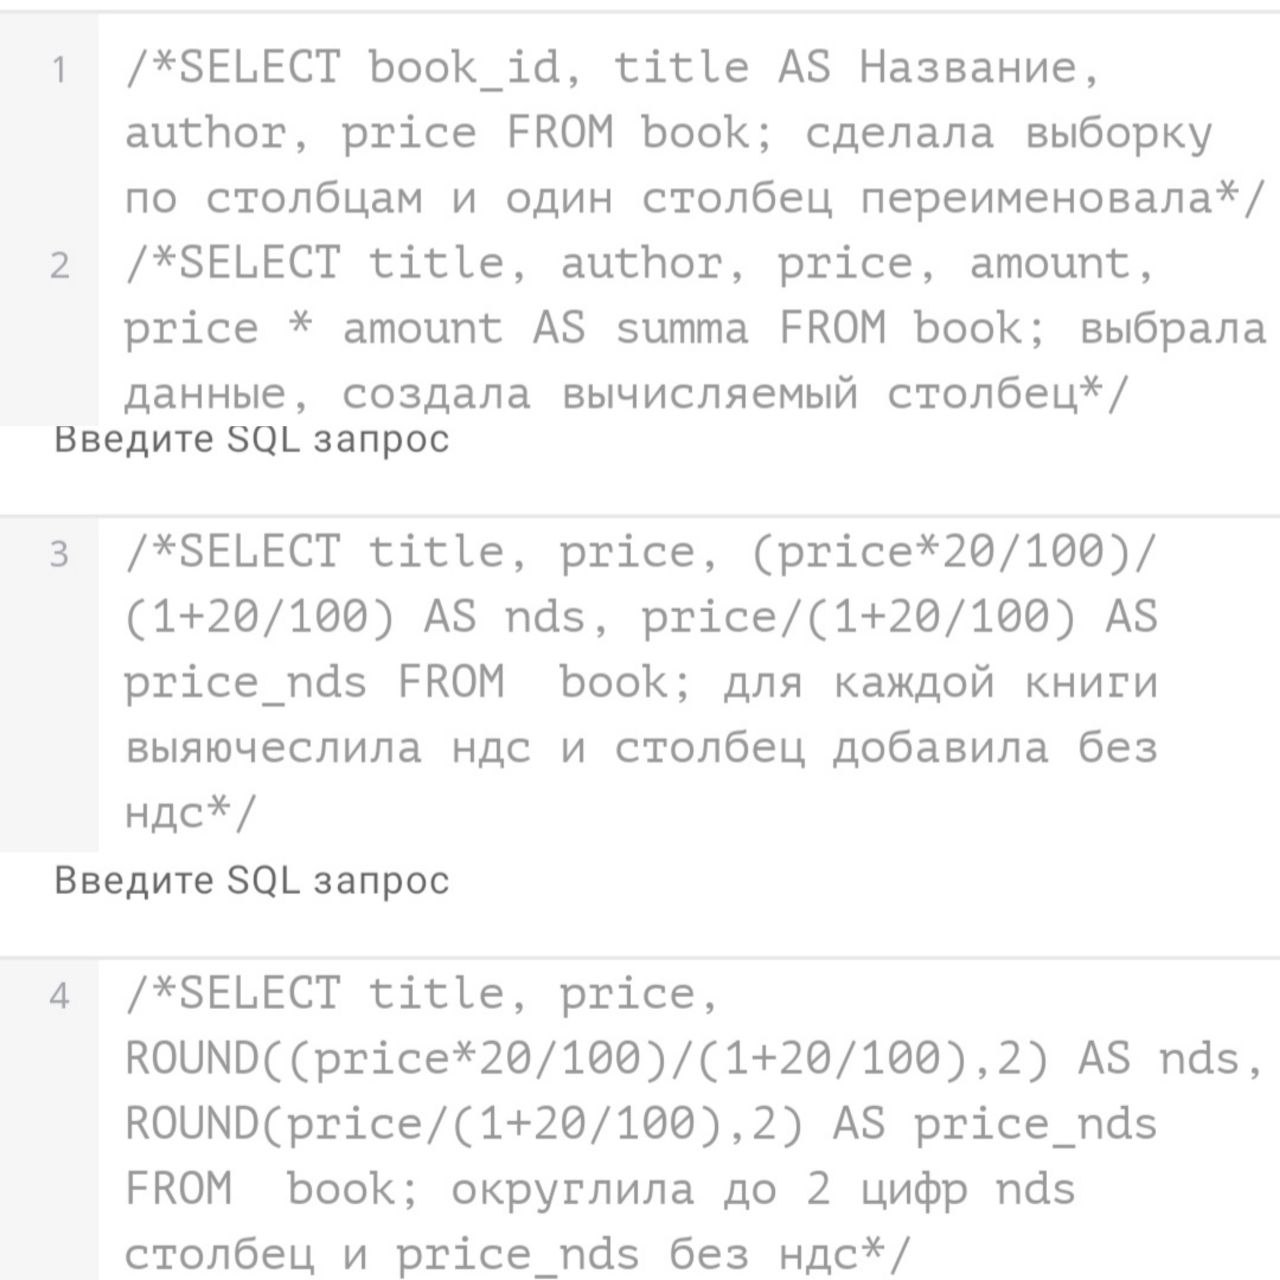 1 /*SELECT book_id, title AS Название,
author, price FROM book; сделала выборку
по столбцам и один столбец переименовала*/
2 /*SELECT title, author, price, amount,
price * amount AS summa FROM book; выбрала
данные, создала вычисляемый столбец*/
Введите SQL запрос
3 /*SELECT title, price, (price*20/100)/
(1+20/100) AS nds, price/(1+20/100) AS
price_nds FROM  book; для каждой книги
выяючеслила ндс и столбец добавила без
ндс*/
Введите SQL запрос
4 /*SELECT title, price,
ROUND((price*20/100)/(1+20/100),2) AS nds,
ROUND(price/(1+20/100),2) AS price_nds
FROM  book; округлила до 2 цифр nds
столбец и price_nds без ндс*/